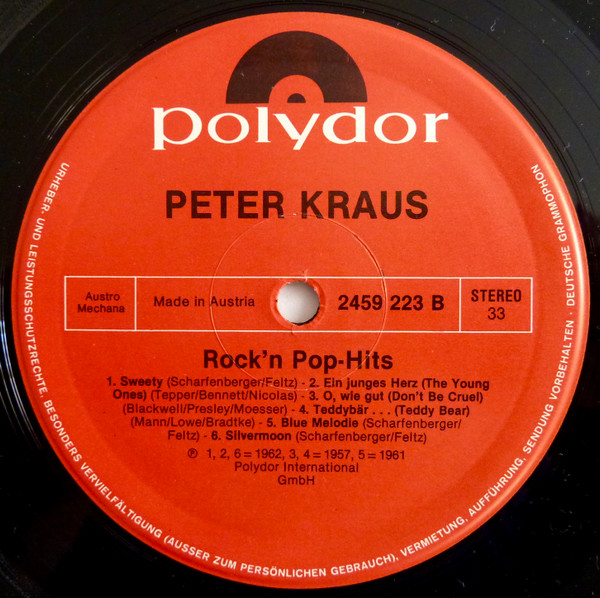 polydor
PETER KRAUS
Austro
Mechana
Made in Austria
2459 223 B
STEREO
33
Rock'n Pop-Hits
1. Sweety (Scharfenberger/Feltz) - 2. Ein junges Herz (The Young
Ones) (Tepper/Bennett/Nicolas) - 3. O, wie gut (Don't Be Cruel)
(Blackwell/Presley/Moesser) - 4. Teddybär . . . (Teddy Bear)
(Mann/Lowe/Bradtke) - 5. Blue Melodie (Scharfenberger/
Feltz) - 6. Silvermoon (Scharfenberger/Feltz)
℗ 1, 2, 6 = 1962, 3, 4 = 1957, 5 = 1961
Polydor International
GmbH
URHEBER- UND LEISTUNGSSCHUTZRECHTE, BESONDERS VERVIELFÄLTIGUNG (AUSSER ZUM PERSÖNLICHEN GEBRAUCH), VERMIETUNG, AUFFÜHRUNG, SENDUNG VORBEHALTEN · DEUTSCHE GRAMMOPHON